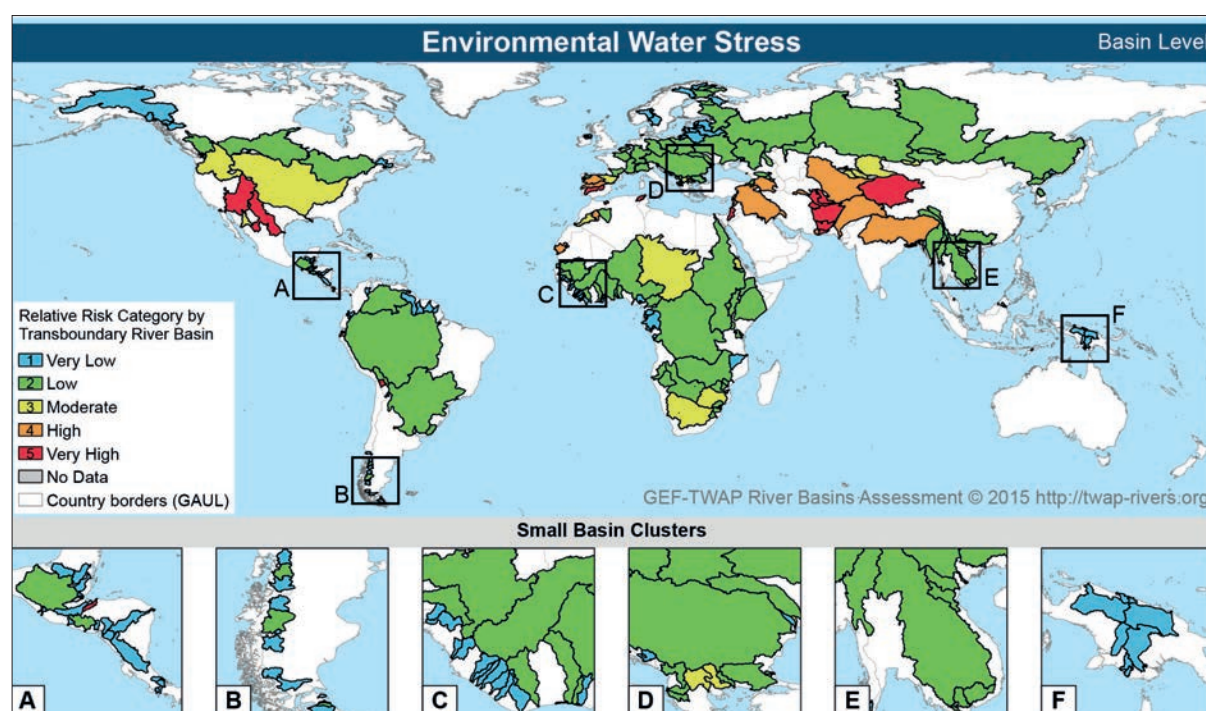 Environmental Water Stress
Basin Level
A
B
C
D
E
F
Relative Risk Category by
Transboundary River Basin
1 Very Low
2 Low
3 Moderate
4 High
5 Very High
No Data
Country borders (GAUL)
GEF-TWAP River Basins Assessment © 2015 http://twap-rivers.org
Small Basin Clusters
A
B
C
D
E
F